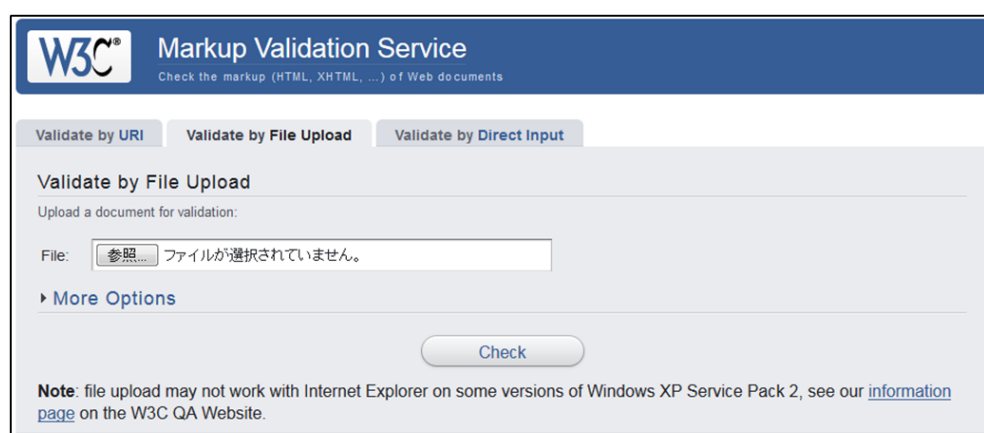 W3C® Markup Validation Service
Check the markup (HTML, XHTML, ...) of Web documents
Validate by URI Validate by File Upload Validate by Direct Input
Validate by File Upload
Upload a document for validation:
File: 参照... ファイルが選択されていません。
More Options
Check
Note: file upload may not work with Internet Explorer on some versions of Windows XP Service Pack 2, see our information
page on the W3C QA Website.